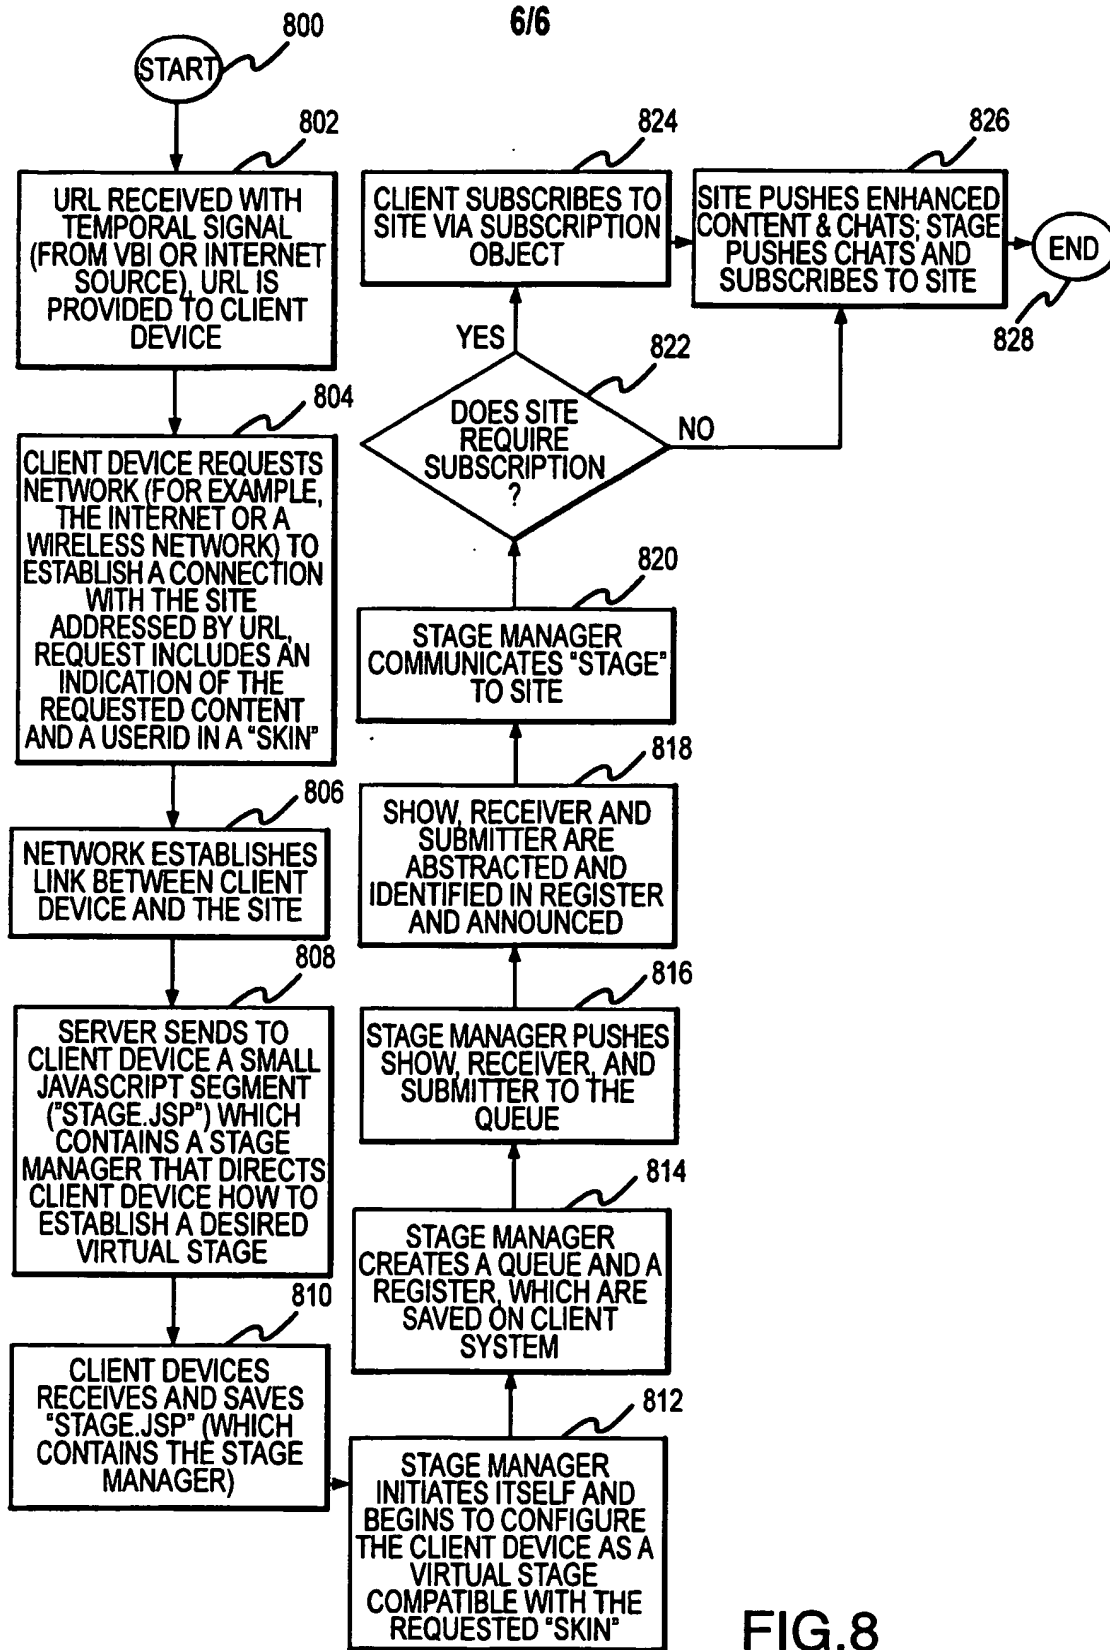 6/6
800
START
802
URL RECEIVED WITH
TEMPORAL SIGNAL
(FROM VBI OR INTERNET
SOURCE), URL IS
PROVIDED TO CLIENT
DEVICE
804
CLIENT DEVICE REQUESTS
NETWORK (FOR EXAMPLE,
THE INTERNET OR A
WIRELESS NETWORK) TO
ESTABLISH A CONNECTION
WITH THE SITE
ADDRESSED BY URL,
REQUEST INCLUDES AN
INDICATION OF THE
REQUESTED CONTENT
AND A USERID IN A "SKIN"
806
NETWORK ESTABLISHES
LINK BETWEEN CLIENT
DEVICE AND THE SITE
808
SERVER SENDS TO
CLIENT DEVICE A SMALL
JAVASCRIPT SEGMENT
("STAGE.JSP") WHICH
CONTAINS A STAGE
MANAGER THAT DIRECTS
CLIENT DEVICE HOW TO
ESTABLISH A DESIRED
VIRTUAL STAGE
810
CLIENT DEVICES
RECEIVES AND SAVES
"STAGE.JSP" (WHICH
CONTAINS THE STAGE
MANAGER)
812
STAGE MANAGER
INITIATES ITSELF AND
BEGINS TO CONFIGURE
THE CLIENT DEVICE AS A
VIRTUAL STAGE
COMPATIBLE WITH THE
REQUESTED "SKIN"
814
STAGE MANAGER
CREATES A QUEUE AND A
REGISTER, WHICH ARE
SAVED ON CLIENT
SYSTEM
816
STAGE MANAGER PUSHES
SHOW, RECEIVER, AND
SUBMITTER TO THE
QUEUE
818
SHOW, RECEIVER AND
SUBMITTER ARE
ABSTRACTED AND
IDENTIFIED IN REGISTER
AND ANNOUNCED
820
STAGE MANAGER
COMMUNICATES "STAGE"
TO SITE
822
DOES SITE
REQUIRE
SUBSCRIPTION
?
YES
NO
824
CLIENT SUBSCRIBES TO
SITE VIA SUBSCRIPTION
OBJECT
826
SITE PUSHES ENHANCED
CONTENT & CHATS; STAGE
PUSHES CHATS AND
SUBSCRIBES TO SITE
END
828
FIG.8